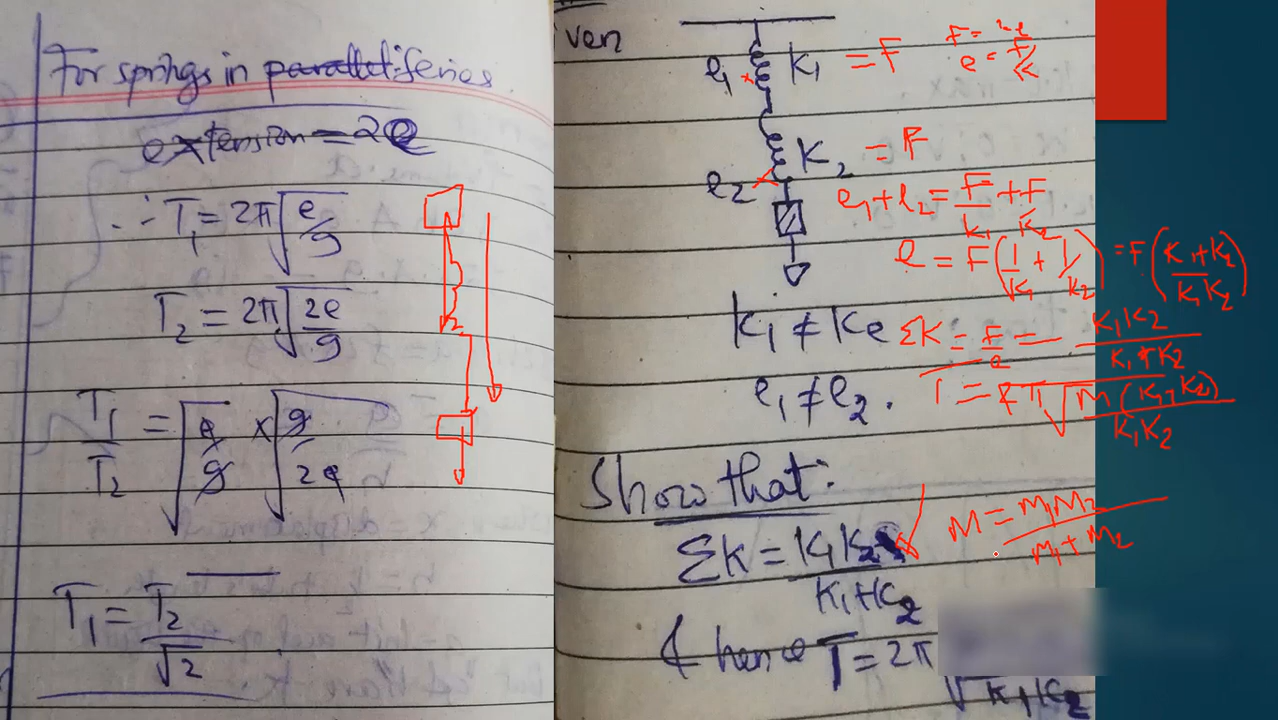 For springs in parallel series.
extension = 2e
∴ T₁ = 2π√(e/g)
T₂ = 2π√(2e/g)
T₁/T₂ = √(e/g) × √(g/2e)
T₁ = T₂/√2
ven
e₁ K₁ = F
F = -e
e = F/K
K₂ = F
e₂
e₁ + e₂ = F/K₁ + F/K₂
e = F(1/K₁ + 1/K₂) = F(K₁+K₂/K₁K₂)
K₁ ≠ Ke
ΣK = F/e = K₁K₂/K₁+K₂
e₁ ≠ e₂.
T = 2π√(M(K₁+K₂)/K₁K₂)
Show that:
ΣK = K₁K₂/K₁+K₂
M = M₁M₂/M₁+M₂
& hence T = 2π
√K₁K₂